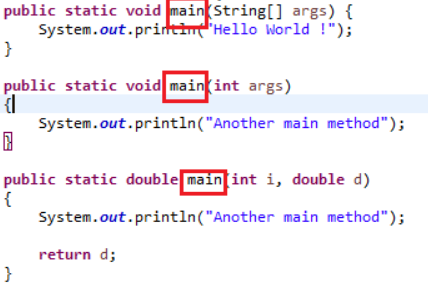 public static void main(String[] args) {
System.out.println("Hello World !");
}
public static void main(int args)
{
System.out.println("Another main method");
}
public static double main(int i, double d)
{
System.out.println("Another main method");
return d;
}